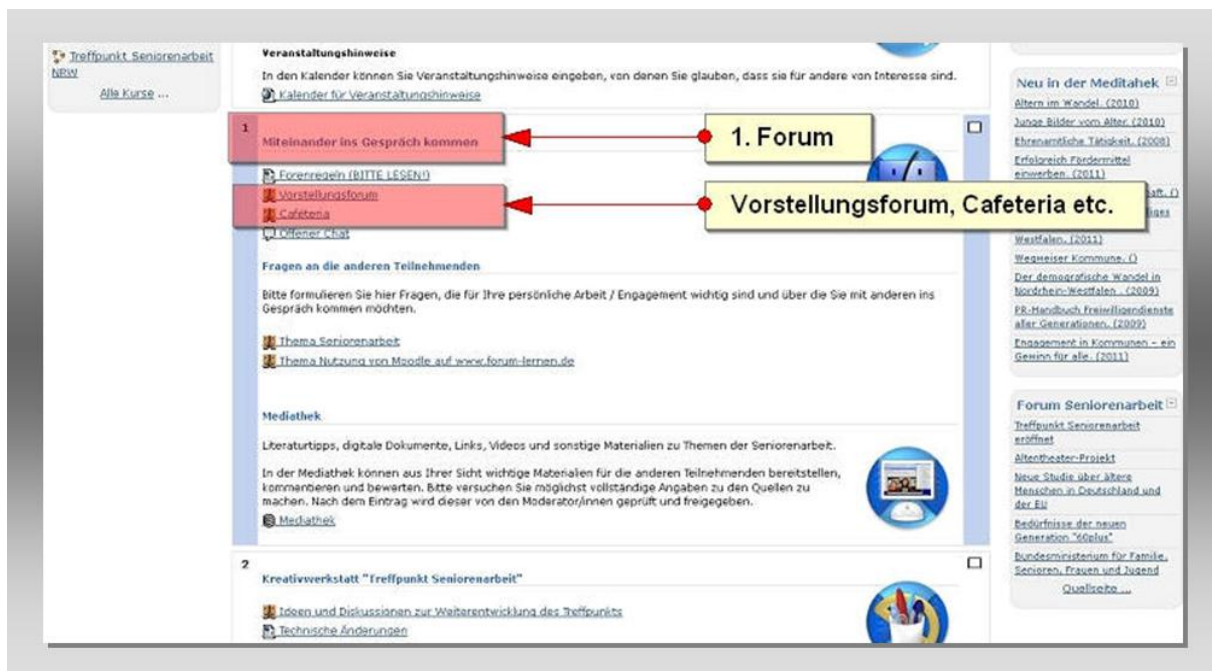 Treffpunkt Seniorenarbeit
NRW
Alle Kurse ...
Veranstaltungshinweise
In den Kalender können Sie Veranstaltungshinweise eingeben, von denen Sie glauben, dass sie für andere von Interesse sind.
Kalender für Veranstaltungshinweise
1
Miteinander ins Gespräch kommen
1. Forum
Forenregeln (BITTE LESEN!)
Vorstellungsforum
Cafeteria
Vorstellungsforum, Cafeteria etc.
Offener Chat
Fragen an die anderen Teilnehmenden
Bitte formulieren Sie hier Fragen, die für Ihre persönliche Arbeit / Engagement wichtig sind und über die Sie mit anderen ins
Gespräch kommen möchten.
Thema Seniorenarbeit
Thema Nutzung von Moodle auf www.forum-lernen.de
Mediathek
Literaturtipps, digitale Dokumente, Links, Videos und sonstige Materialien zu Themen der Seniorenarbeit.
In der Mediathek können aus Ihrer Sicht wichtige Materialien für die anderen Teilnehmenden bereitstellen,
kommentieren und bewerten. Bitte versuchen Sie möglichst vollständige Angaben zu den Quellen zu
machen. Nach dem Eintrag wird dieser von den Moderator/innen geprüft und freigegeben.
Mediathek
2
Kreativwerkstatt "Treffpunkt Seniorenarbeit"
Ideen und Diskussionen zur Weiterentwicklung des Treffpunkts
Technische Änderungen
Neu in der Meditahek
Altern im Wandel. (2010)
Junge Bilder vom Alter. (2010)
Ehrenamtliche Tätigkeit. (2008)
Erfolgreich Fördermittel
einwerben. (2011)
Westfalen. (2011)
Wegweiser Kommune. ()
Der demografische Wandel in
Nordrhein-Westfalen . (2009)
PR-Handbuch Freiwilligendienste
aller Generationen. (2009)
Engagement in Kommunen – ein
Gewinn für alle. (2011)
Forum Seniorenarbeit
Treffpunkt Seniorenarbeit
eröffnet
Altentheater-Projekt
Neue Studie über ältere
Menschen in Deutschland und
der EU
Bedürfnisse der neuen
Generation "60plus"
Bundesministerium für Familie,
Senioren, Frauen und Jugend
Quellseite ...